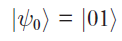 |ψ₀⟩ = |01⟩